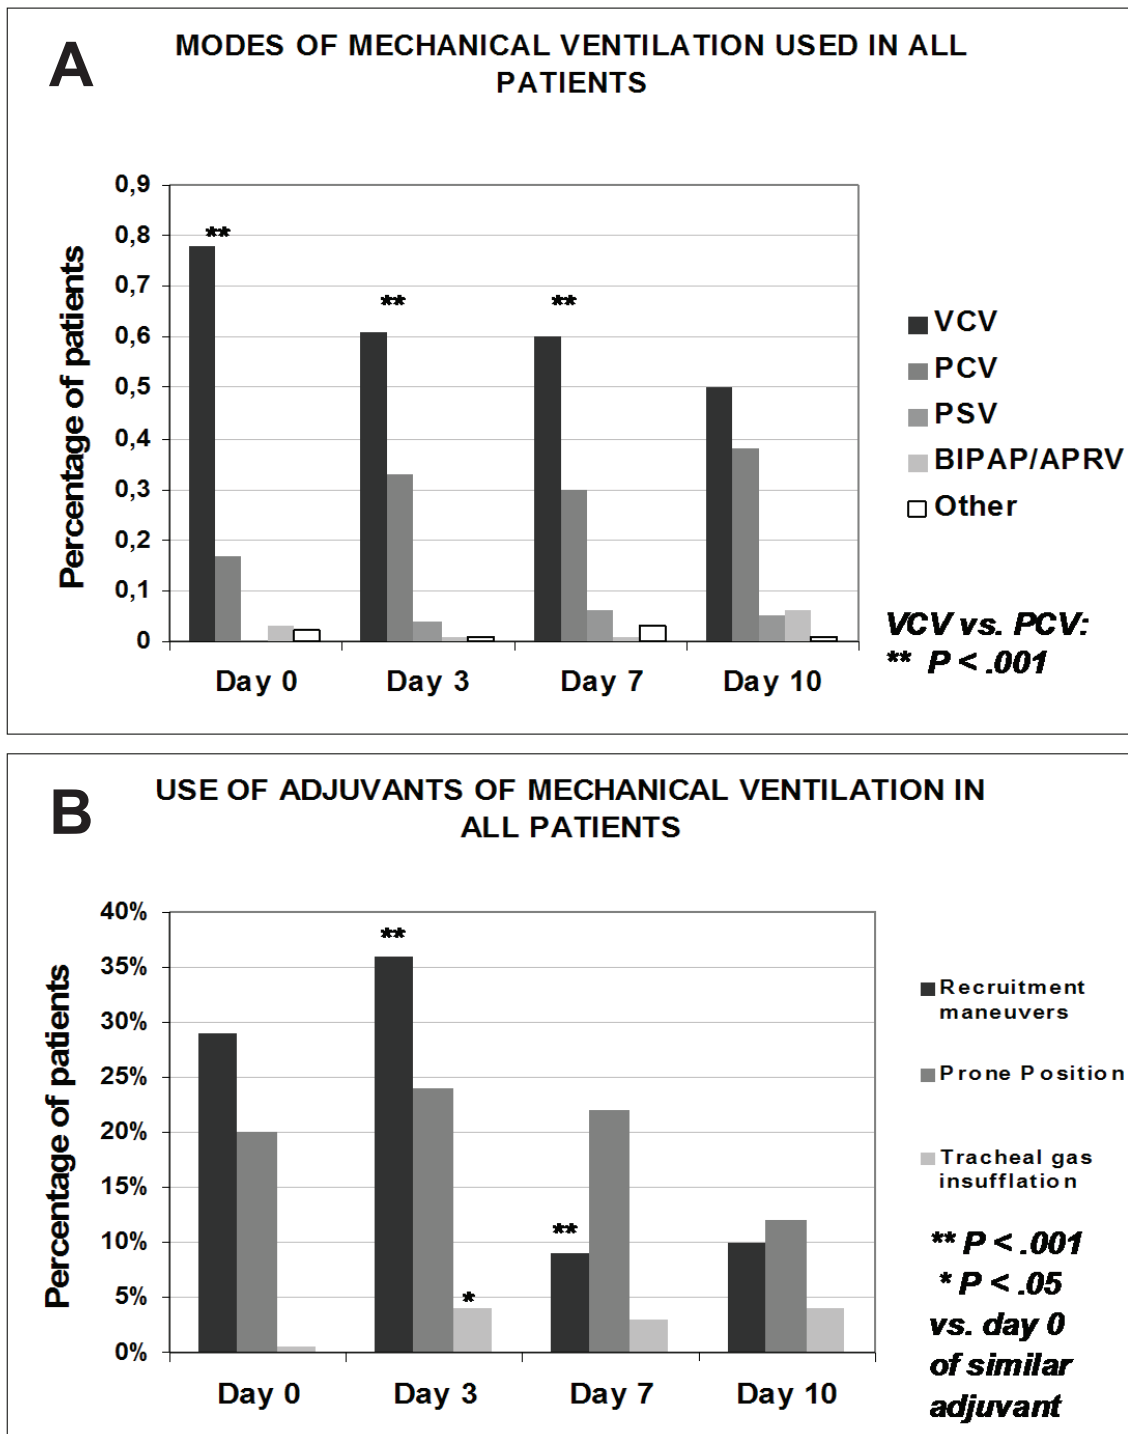 A
MODES OF MECHANICAL VENTILATION USED IN ALL
PATIENTS
Percentage of patients
0,9
0,8
0,7
0,6
0,5
0,4
0,3
0,2
0,1
0
**
**
**
Day 0
Day 3
Day 7
Day 10
VCV
PCV
PSV
BIPAP/APRV
Other
VCV vs. PCV:
** P < .001
B
USE OF ADJUVANTS OF MECHANICAL VENTILATION IN
ALL PATIENTS
Percentage of patients
40%
35%
30%
25%
20%
15%
10%
5%
0%
**
*
**
Day 0
Day 3
Day 7
Day 10
Recruitment
maneuvers
Prone Position
Tracheal gas
insufflation
** P < .001
* P < .05
vs. day 0
of similar
adjuvant